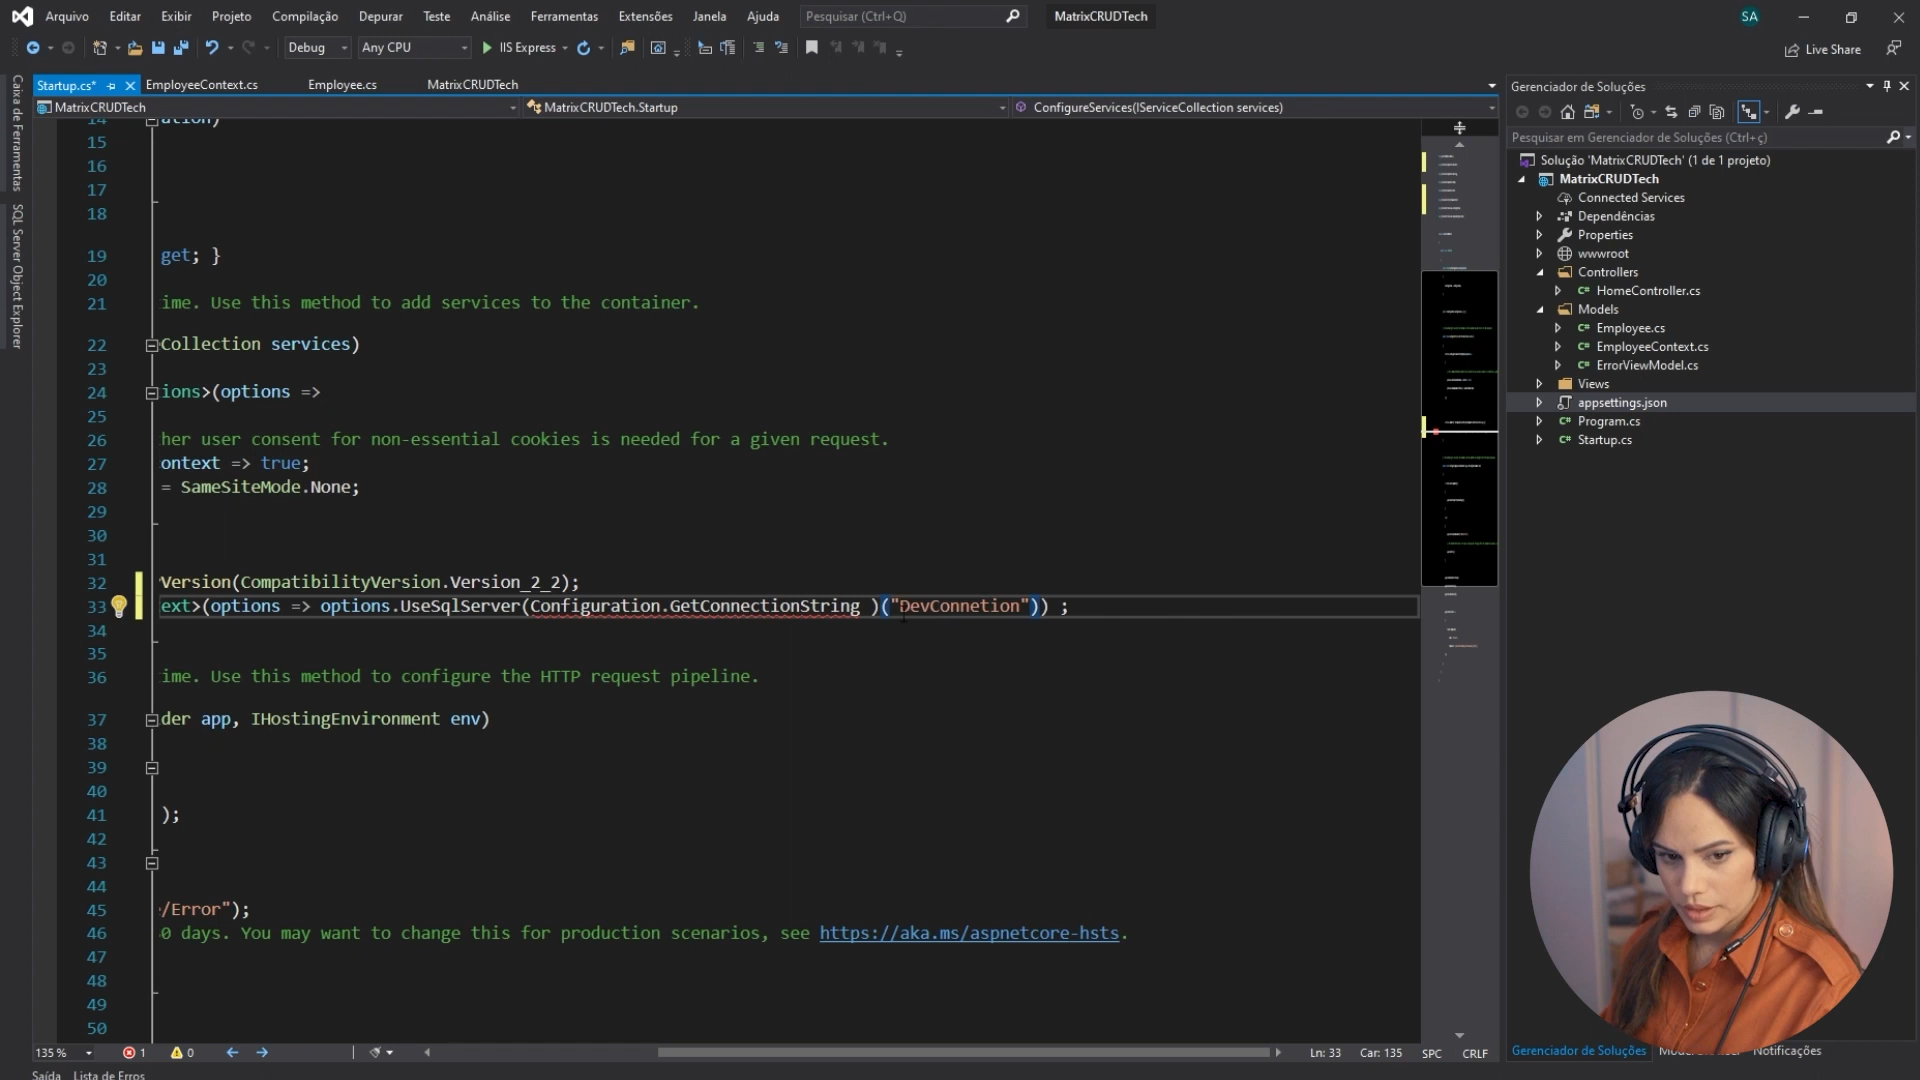 Arquivo Editar Exibir Projeto Compilação Depurar Teste Análise Ferramentas Extensões Janela Ajuda Pesquisar (Ctrl+Q) MatrixCRUDTech SA
Debug Any CPU IIS Express Live Share
Startup.cs* EmployeeContext.cs Employee.cs MatrixCRUDTech
MatrixCRUDTech MatrixCRUDTech.Startup ConfigureServices(IServiceCollection services)
Caixa de Ferramentas
SQL Server Object Explorer
14 ation)
15
16
17
18
19 get; }
20
21 ime. Use this method to add services to the container.
22 Collection services)
23
24 ions>(options =>
25
26 her user consent for non-essential cookies is needed for a given request.
27 ontext => true;
28 = SameSiteMode.None;
29
30
31
32 Version(CompatibilityVersion.Version_2_2);
33 ext>(options => options.UseSqlServer(Configuration.GetConnectionString )("DevConnetion")) ;
34
35
36 ime. Use this method to configure the HTTP request pipeline.
37 der app, IHostingEnvironment env)
38
39
40
41 );
42
43
44
45 /Error");
46 0 days. You may want to change this for production scenarios, see https://aka.ms/aspnetcore-hsts.
47
48
49
50
135 % 1 0 Ln: 33 Car: 135 SPC CRLF
Saída Lista de Erros
Gerenciador de Soluções
Pesquisar em Gerenciador de Soluções (Ctrl+ç)
Solução 'MatrixCRUDTech' (1 de 1 projeto)
MatrixCRUDTech
Connected Services
Dependências
Properties
wwwroot
Controllers
C# HomeController.cs
Models
C# Employee.cs
C# EmployeeContext.cs
C# ErrorViewModel.cs
Views
appsettings.json
C# Program.cs
C# Startup.cs
Gerenciador de Soluções Notificações